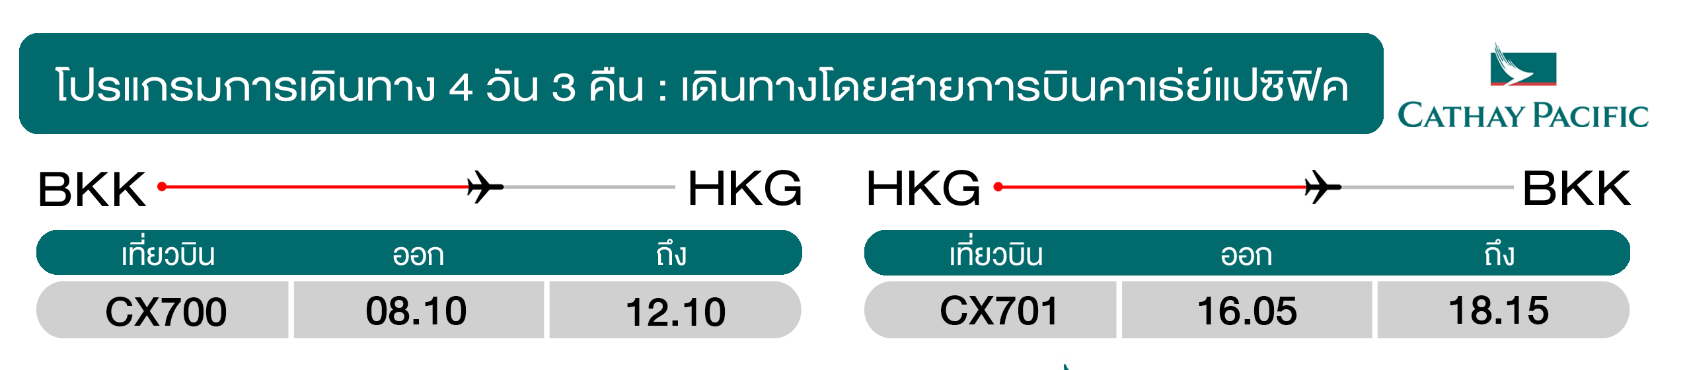 โปรแกรมการเดินทาง 4 วัน 3 คืน : เดินทางโดยสายการบินคาเธ่ย์แปซิฟิค
CATHAY PACIFIC
BKK HKG
เที่ยวบิน ออก ถึง
CX700 08.10 12.10
HKG BKK
เที่ยวบิน ออก ถึง
CX701 16.05 18.15